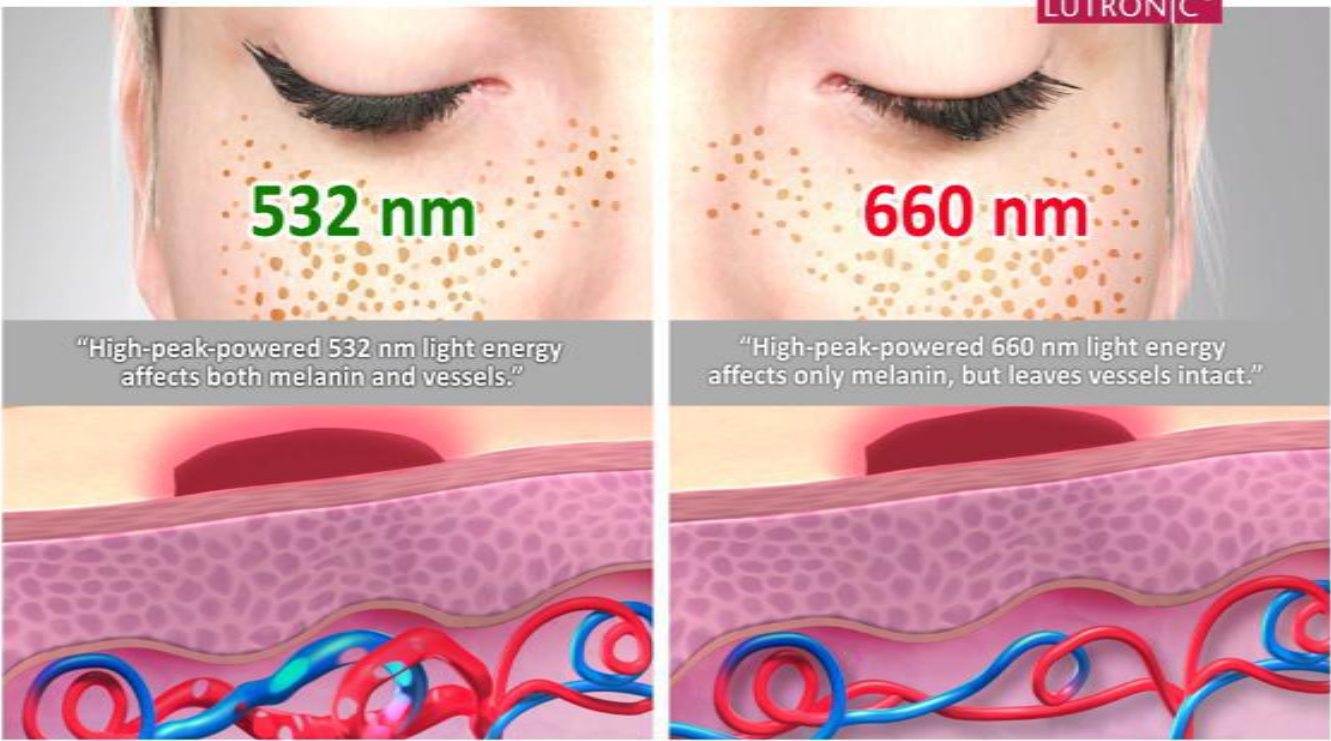 LUTRONIC
532 nm
660 nm
“High-peak-powered 532 nm light energy
affects both melanin and vessels.”
“High-peak-powered 660 nm light energy
affects only melanin, but leaves vessels intact.”